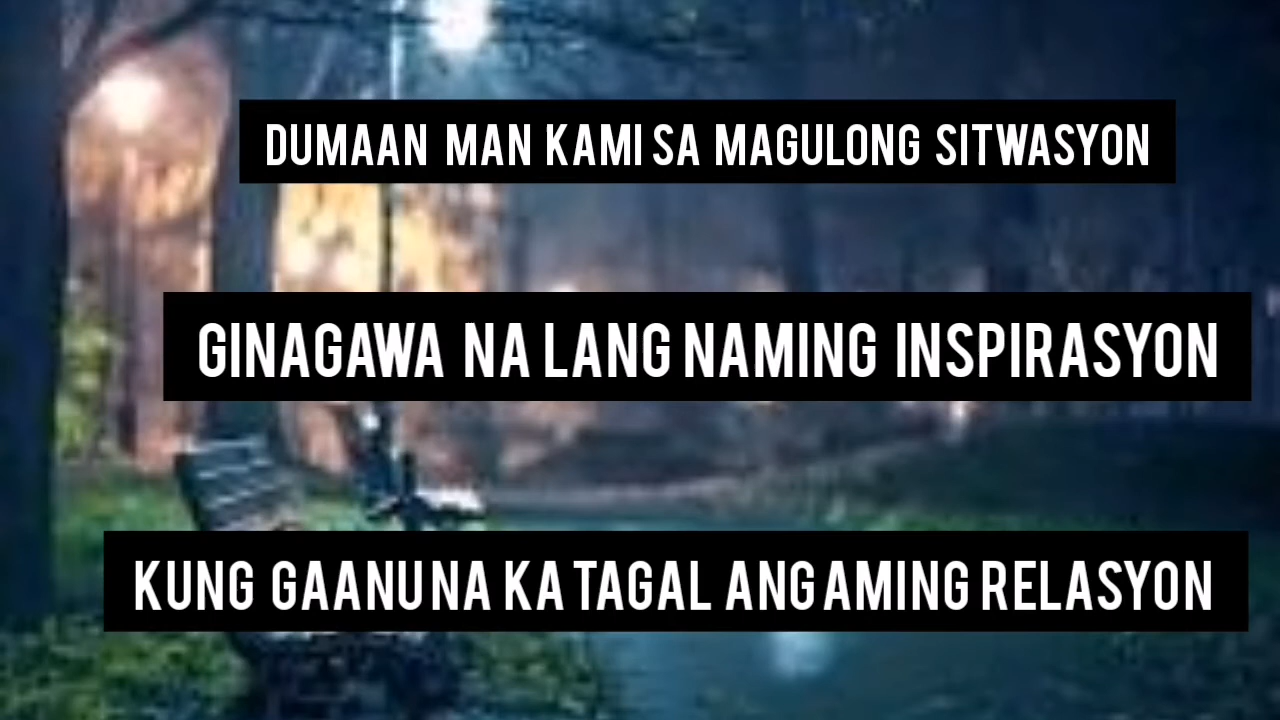 DUMAAN MAN KAMI SA MAGULONG SITWASYON
GINAGAWA NA LANG NAMING INSPIRASYON
KUNG GAANU NA KA TAGAL ANG AMING RELASYON